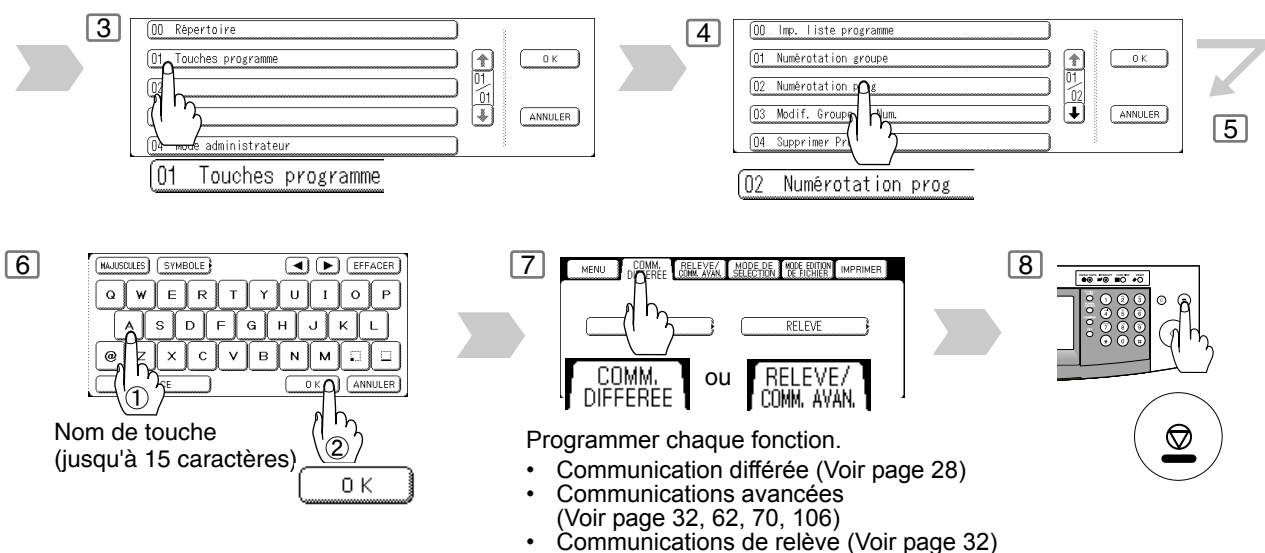 3
00 Répertoire
01 Touches programme
02
04 Mode administrateur
01
01
OK
ANNULER
01 Touches programme
4
00 Imp. liste programme
01 Numérotation groupe
02 Numérotation prog
03 Modif. Groupe Num.
04 Supprimer Pr
01
02
OK
ANNULER
02 Numérotation prog
5
6
MAJUSCULES SYMBOLE EFFACER
Q W E R T Y U I O P
A S D F G H J K L
@ Z X C V B N M
CE OK ANNULER
1
2
Nom de touche
(jusqu'à 15 caractères)
OK
7
MENU COMM. DIFFEREE RELEVE/ COMM. AVAN. MODE DE SELECTION MODE EDITION DE FICHIER IMPRIMER
RELEVE
COMM.
DIFFEREE
ou
RELEVE/
COMM. AVAN.
Programmer chaque fonction.
• Communication différée (Voir page 28)
• Communications avancées
(Voir page 32, 62, 70, 106)
• Communications de relève (Voir page 32)
8